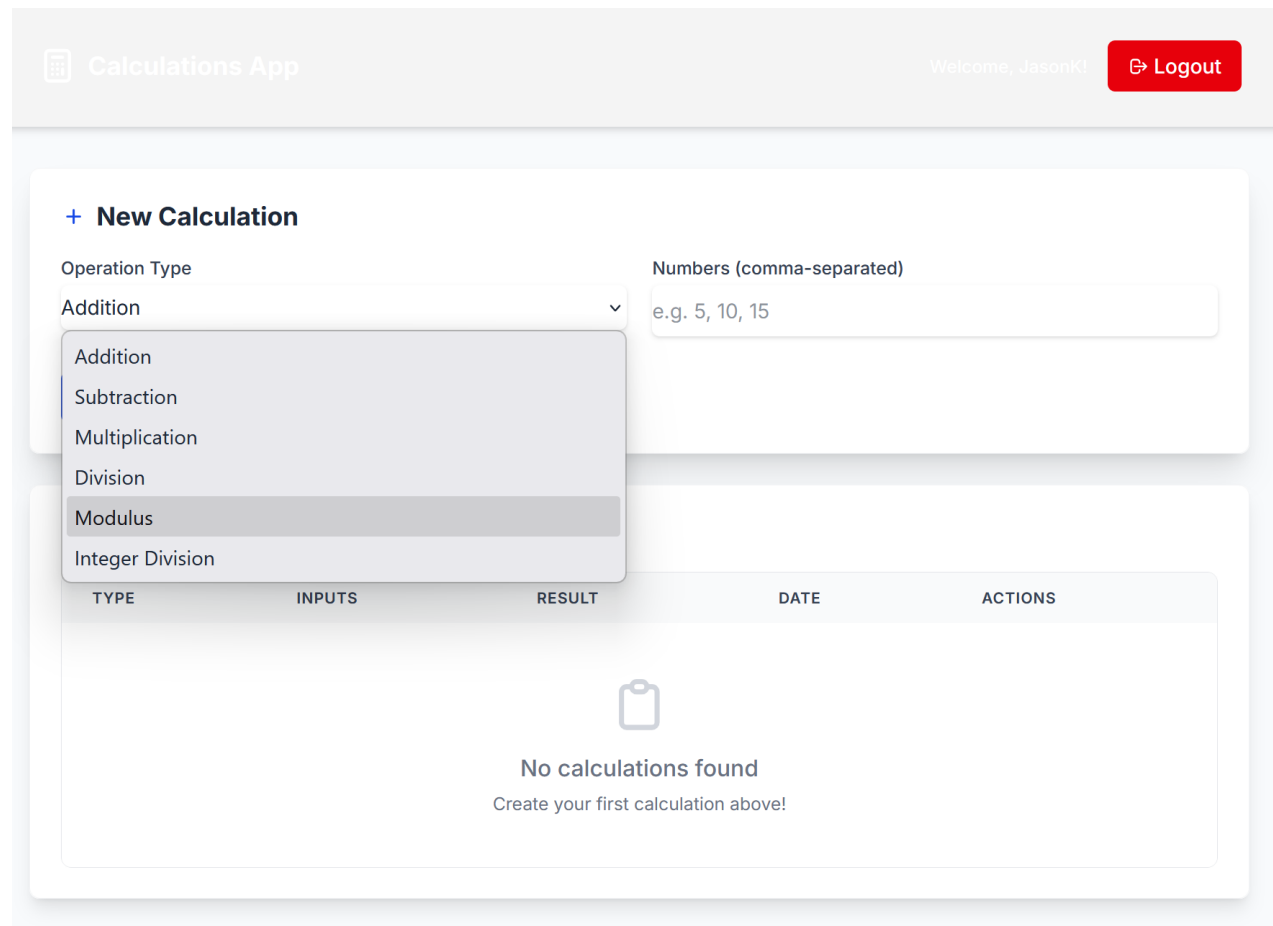 Calculations App
Welcome, JasonK!
Logout
+ New Calculation
Operation Type
Numbers (comma-separated)
Addition
e.g. 5, 10, 15
Addition
Subtraction
Multiplication
Division
Modulus
Integer Division
TYPE INPUTS RESULT DATE ACTIONS
No calculations found
Create your first calculation above!